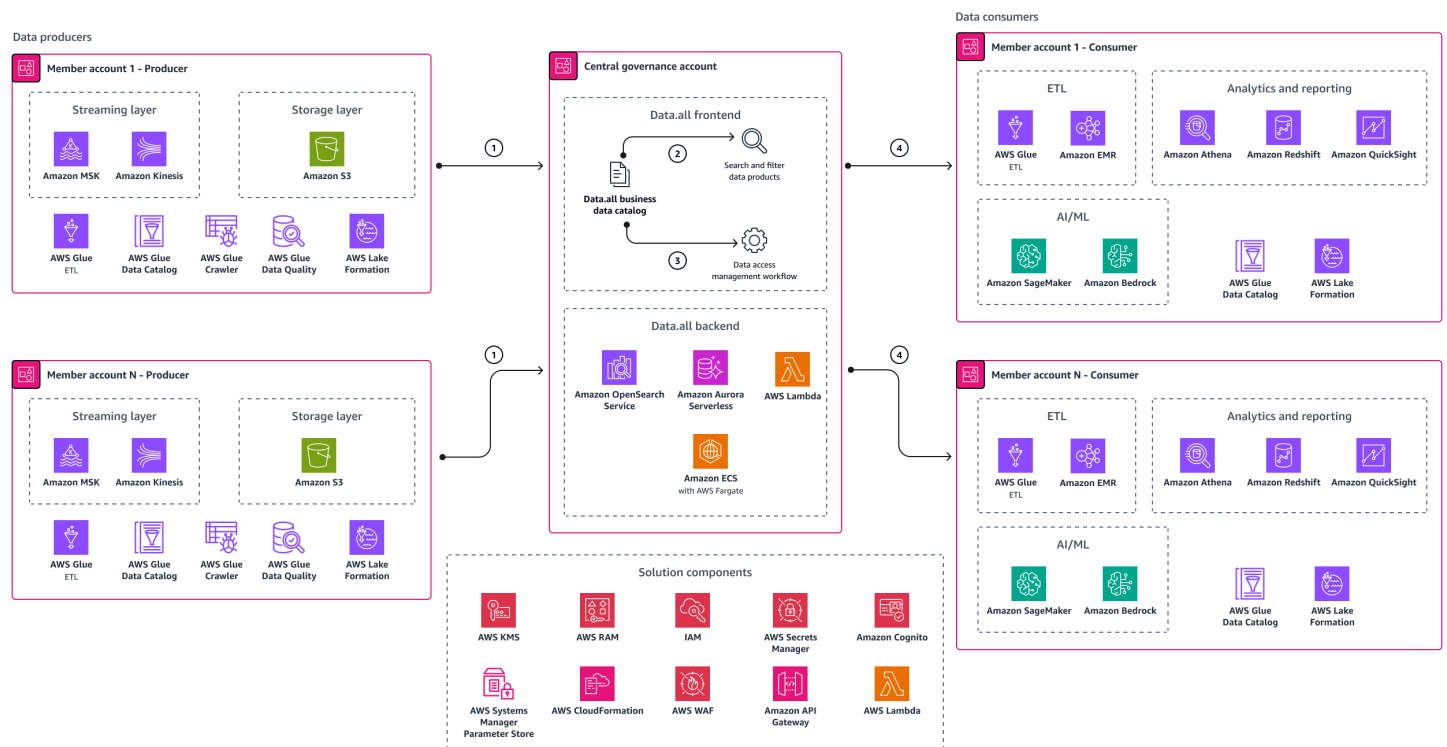 Data producers
Member account 1 - Producer
Streaming layer
Amazon MSK
Amazon Kinesis
Storage layer
Amazon S3
AWS Glue
ETL
AWS Glue
Data Catalog
AWS Glue
Crawler
AWS Glue
Data Quality
AWS Lake
Formation
Member account N - Producer
Streaming layer
Amazon MSK
Amazon Kinesis
Storage layer
Amazon S3
AWS Glue
ETL
AWS Glue
Data Catalog
AWS Glue
Crawler
AWS Glue
Data Quality
AWS Lake
Formation
1
1
Central governance account
Data.all frontend
2
Search and filter
data products
Data.all business
data catalog
3
Data access
management workflow
Data.all backend
Amazon OpenSearch
Service
Amazon Aurora
Serverless
AWS Lambda
Amazon ECS
with AWS Fargate
Solution components
AWS KMS
AWS RAM
IAM
AWS Secrets
Manager
Amazon Cognito
AWS Systems
Manager
Parameter Store
AWS CloudFormation
AWS WAF
Amazon API
Gateway
AWS Lambda
4
4
Data consumers
Member account 1 - Consumer
ETL
AWS Glue
ETL
Amazon EMR
Analytics and reporting
Amazon Athena
Amazon Redshift
Amazon QuickSight
AI/ML
Amazon SageMaker
Amazon Bedrock
AWS Glue
Data Catalog
AWS Lake
Formation
Member account N - Consumer
ETL
AWS Glue
ETL
Amazon EMR
Analytics and reporting
Amazon Athena
Amazon Redshift
Amazon QuickSight
AI/ML
Amazon SageMaker
Amazon Bedrock
AWS Glue
Data Catalog
AWS Lake
Formation